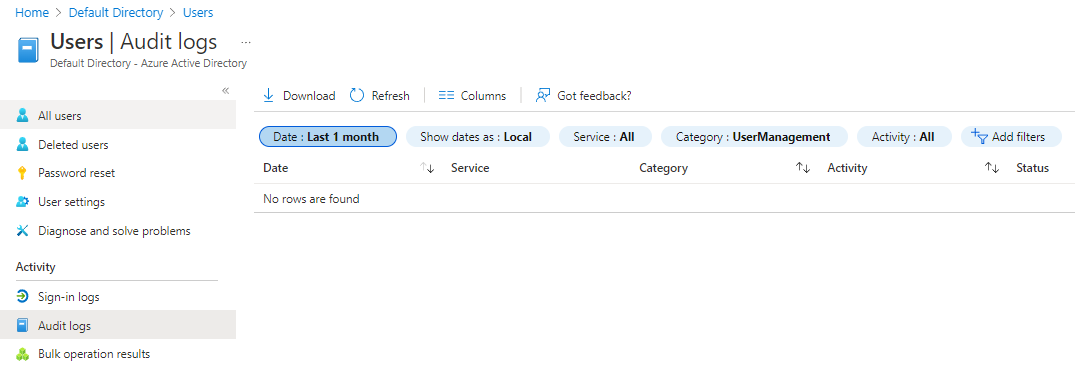 Home > Default Directory > Users
Users | Audit logs ...
Default Directory - Azure Active Directory
«
All users
Deleted users
Password reset
User settings
Diagnose and solve problems
Activity
Sign-in logs
Audit logs
Bulk operation results
Download Refresh Columns Got feedback?
Date : Last 1 month Show dates as : Local Service : All Category : UserManagement Activity : All Add filters
Date Service Category Activity Status
No rows are found